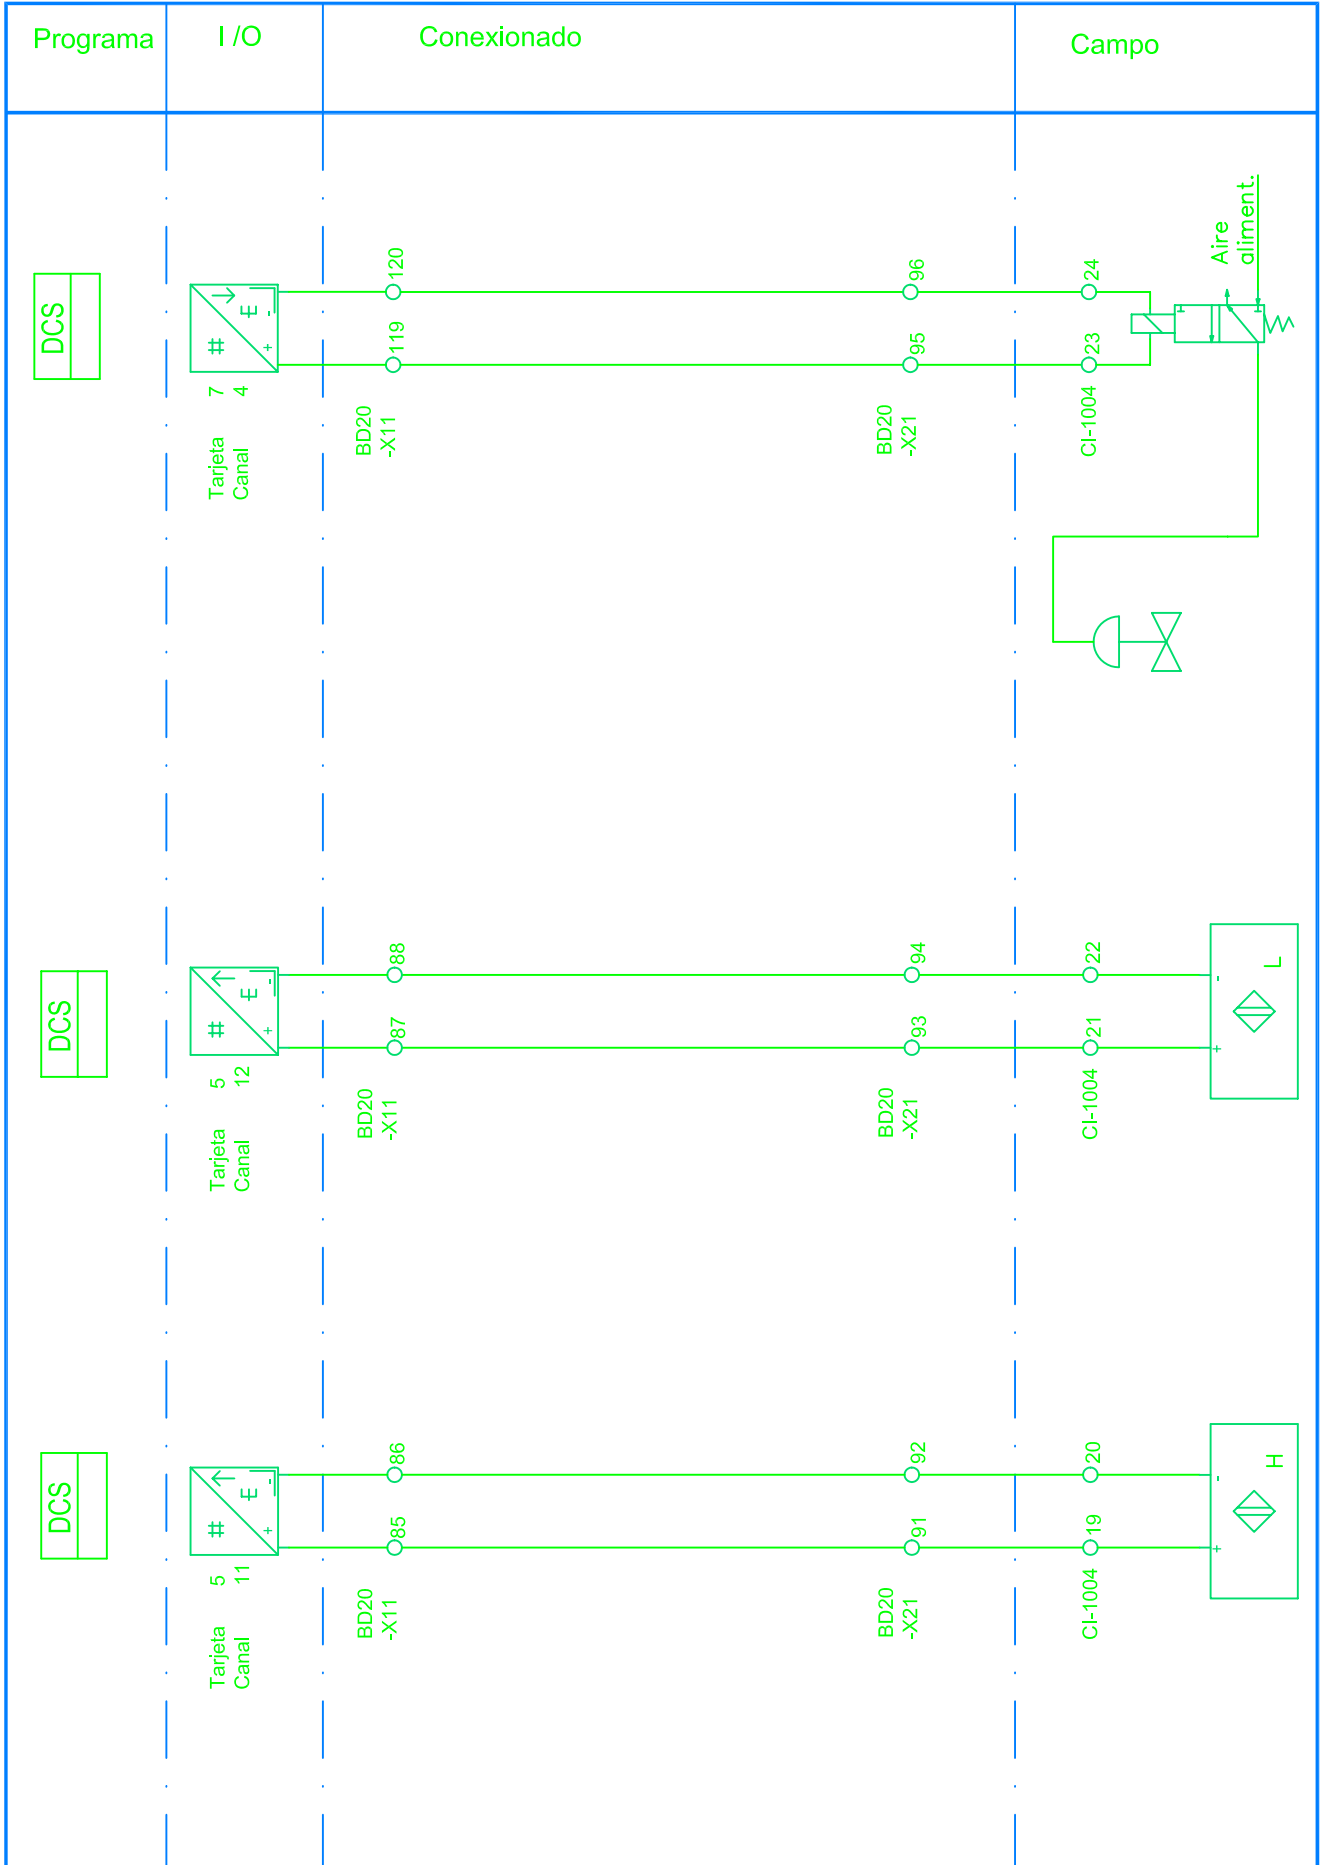 Programa
I /O
Conexionado
Campo
DCS
#
E
-
+
7
4
Tarjeta
Canal
120
119
BD20
-X11
96
95
BD20
-X21
24
23
CI-1004
Aire
aliment.
DCS
#
E
-
+
5
12
Tarjeta
Canal
88
87
BD20
-X11
94
93
BD20
-X21
22
21
CI-1004
-
+
L
DCS
#
E
-
+
5
11
Tarjeta
Canal
86
85
BD20
-X11
92
91
BD20
-X21
20
19
CI-1004
-
+
H